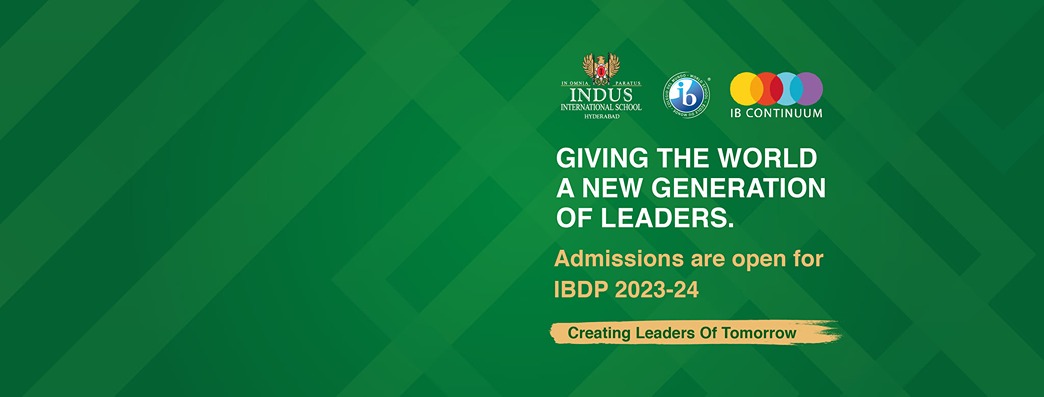 IN OMNIA PARATUS
INDUS
INTERNATIONAL SCHOOL
HYDERABAD
ib
IB CONTINUUM
GIVING THE WORLD
A NEW GENERATION
OF LEADERS.
Admissions are open for
IBDP 2023-24
Creating Leaders Of Tomorrow